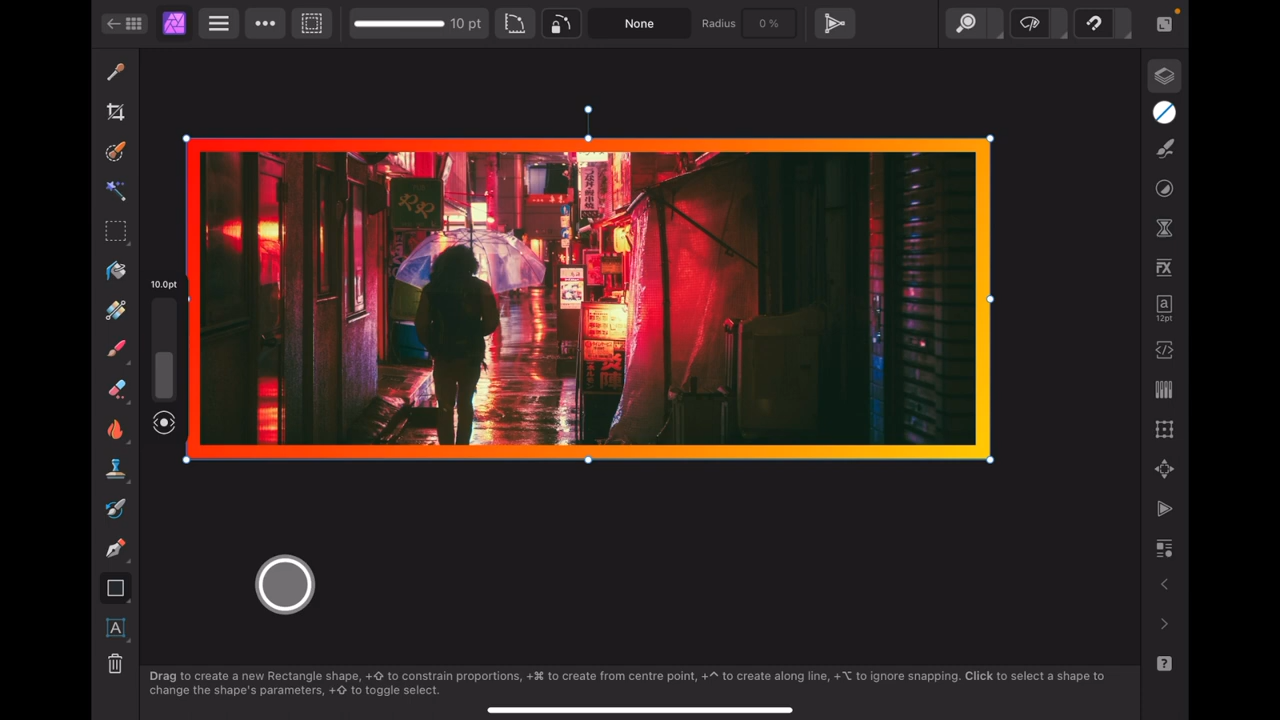 10 pt
None
Radius
0 %
RR
10.0pt
a
12pt
A
?
Drag to create a new Rectangle shape, +⇧ to constrain proportions, +⌘ to create from centre point, +^ to create along line, +⌥ to ignore snapping. Click to select a shape to
change the shape's parameters, +⇧ to toggle select.